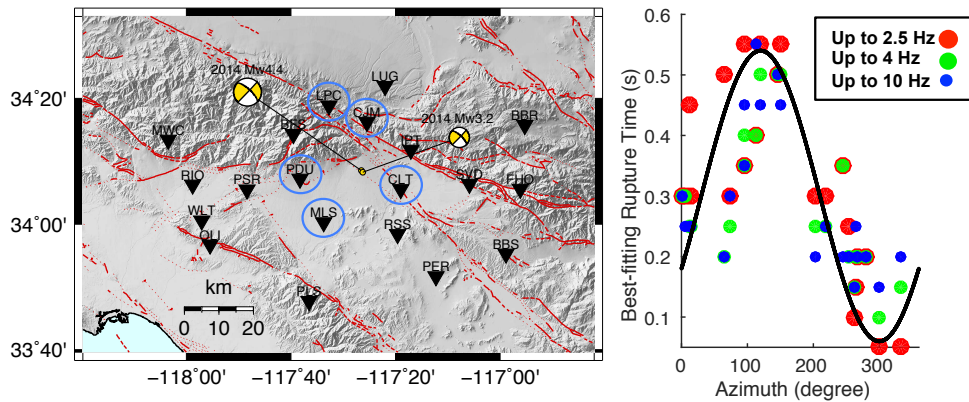 2014 Mw4.4
LUG
LPC
CJM
34°20'
2014 Mw3.2
MWC
BFS
BBR
PDU
RIO
PSR
CLT
SVD
FHO
WLT
MLS
34°00'
OLI
RSS
BBS
PER
km
PLS
0 10 20
33°40'
−118°00' −117°40' −117°20' −117°00'
Best-fitting Rupture Time (s)
0.6
0.5
0.4
0.3
0.2
0.1
0 100 200 300
Azimuth (degree)
Up to 2.5 Hz
Up to 4 Hz
Up to 10 Hz